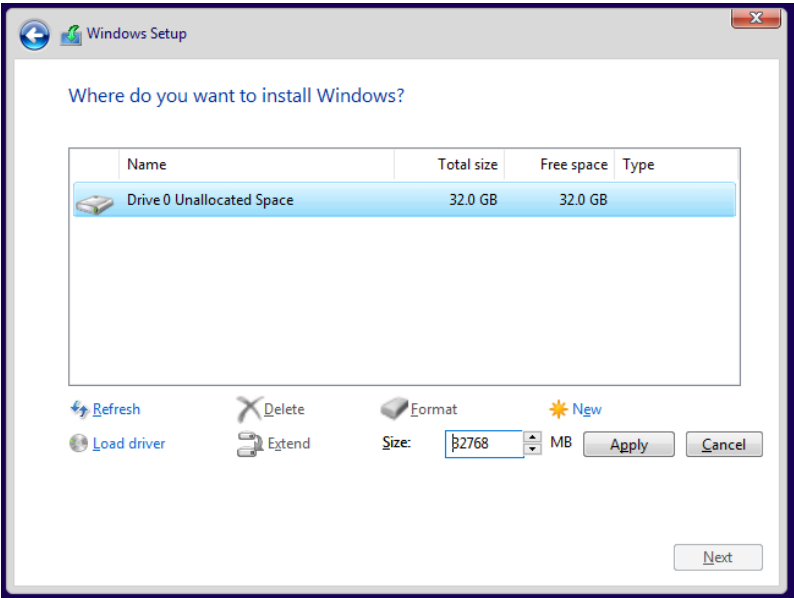 Windows Setup
Where do you want to install Windows?
Name Total size Free space Type
Drive 0 Unallocated Space 32.0 GB 32.0 GB
Refresh Delete Format New
Load driver Extend Size: 32768 MB Apply Cancel
Next